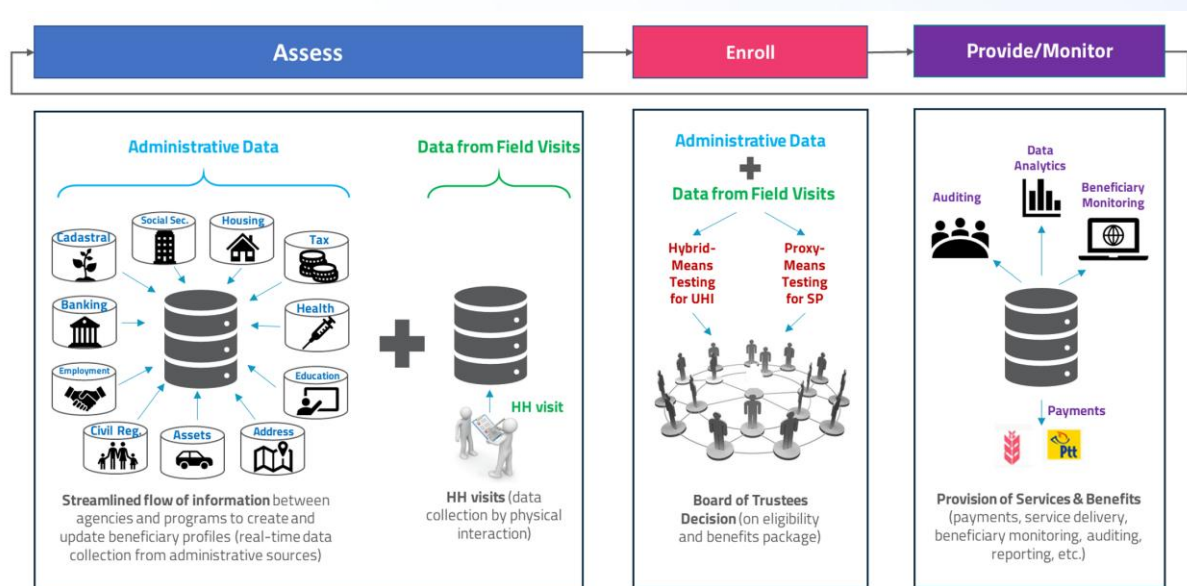 Assess
Enroll
Provide/Monitor
Administrative Data
Data from Field Visits
Social Sec.
Housing
Cadastral
Tax
Banking
Health
Employment
Education
Civil Reg.
Assets
Address
HH visit
Streamlined flow of information between
agencies and programs to create and
update beneficiary profiles (real-time data
collection from administrative sources)
HH visits (data
collection by physical
interaction)
Administrative Data
Data from Field Visits
Hybrid-
Means
Testing
for UHI
Proxy-
Means
Testing
for SP
Board of Trustees
Decision (on eligibility
and benefits package)
Data
Analytics
Auditing
Beneficiary
Monitoring
Payments
Ptt
Provision of Services & Benefits
(payments, service delivery,
beneficiary monitoring, auditing,
reporting, etc.)